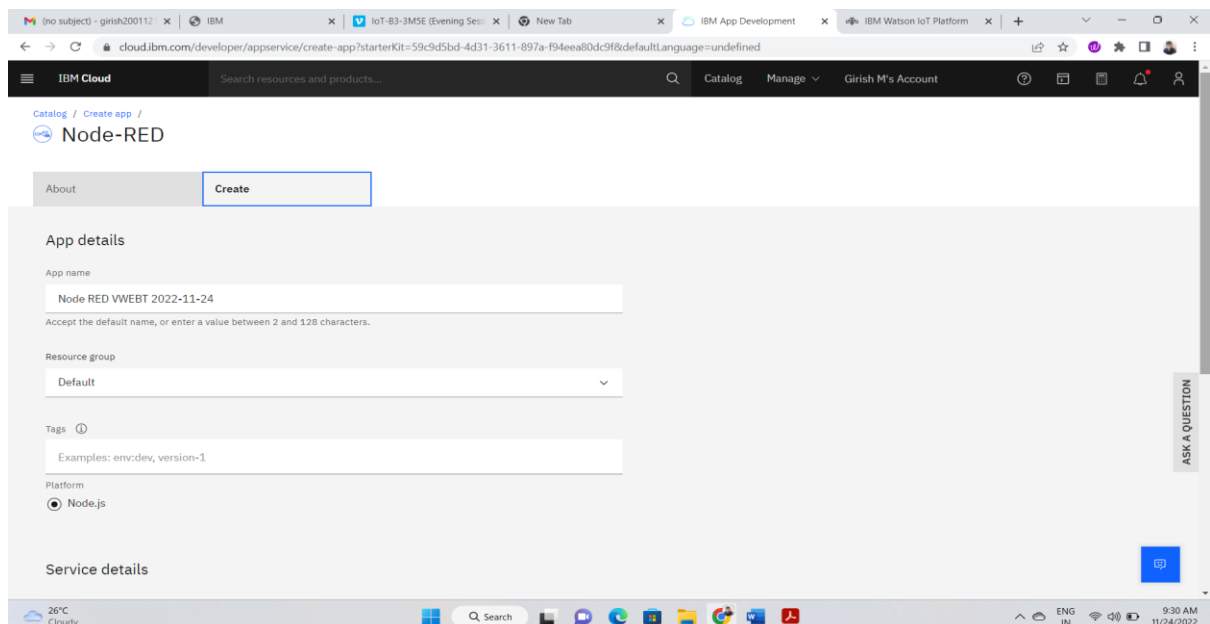 (no subject) - girish2001121
IBM
IoT-B3-3M5E (Evening Sess
New Tab
IBM App Development
IBM Watson IoT Platform
cloud.ibm.com/developer/appservice/create-app?starterKit=59c9d5bd-4d31-3611-897a-f94eea80dc9f&defaultLanguage=undefined
IBM Cloud
Search resources and products...
Catalog
Manage
Girish M's Account
Catalog / Create app /
Node-RED
About
Create
App details
App name
Node RED VWEBT 2022-11-24
Accept the default name, or enter a value between 2 and 128 characters.
Resource group
Default
Tags
Examples: env:dev, version-1
Platform
Node.js
ASK A QUESTION
Service details
26°C
Cloudy
Search
ENG
IN
9:30 AM
11/24/2022